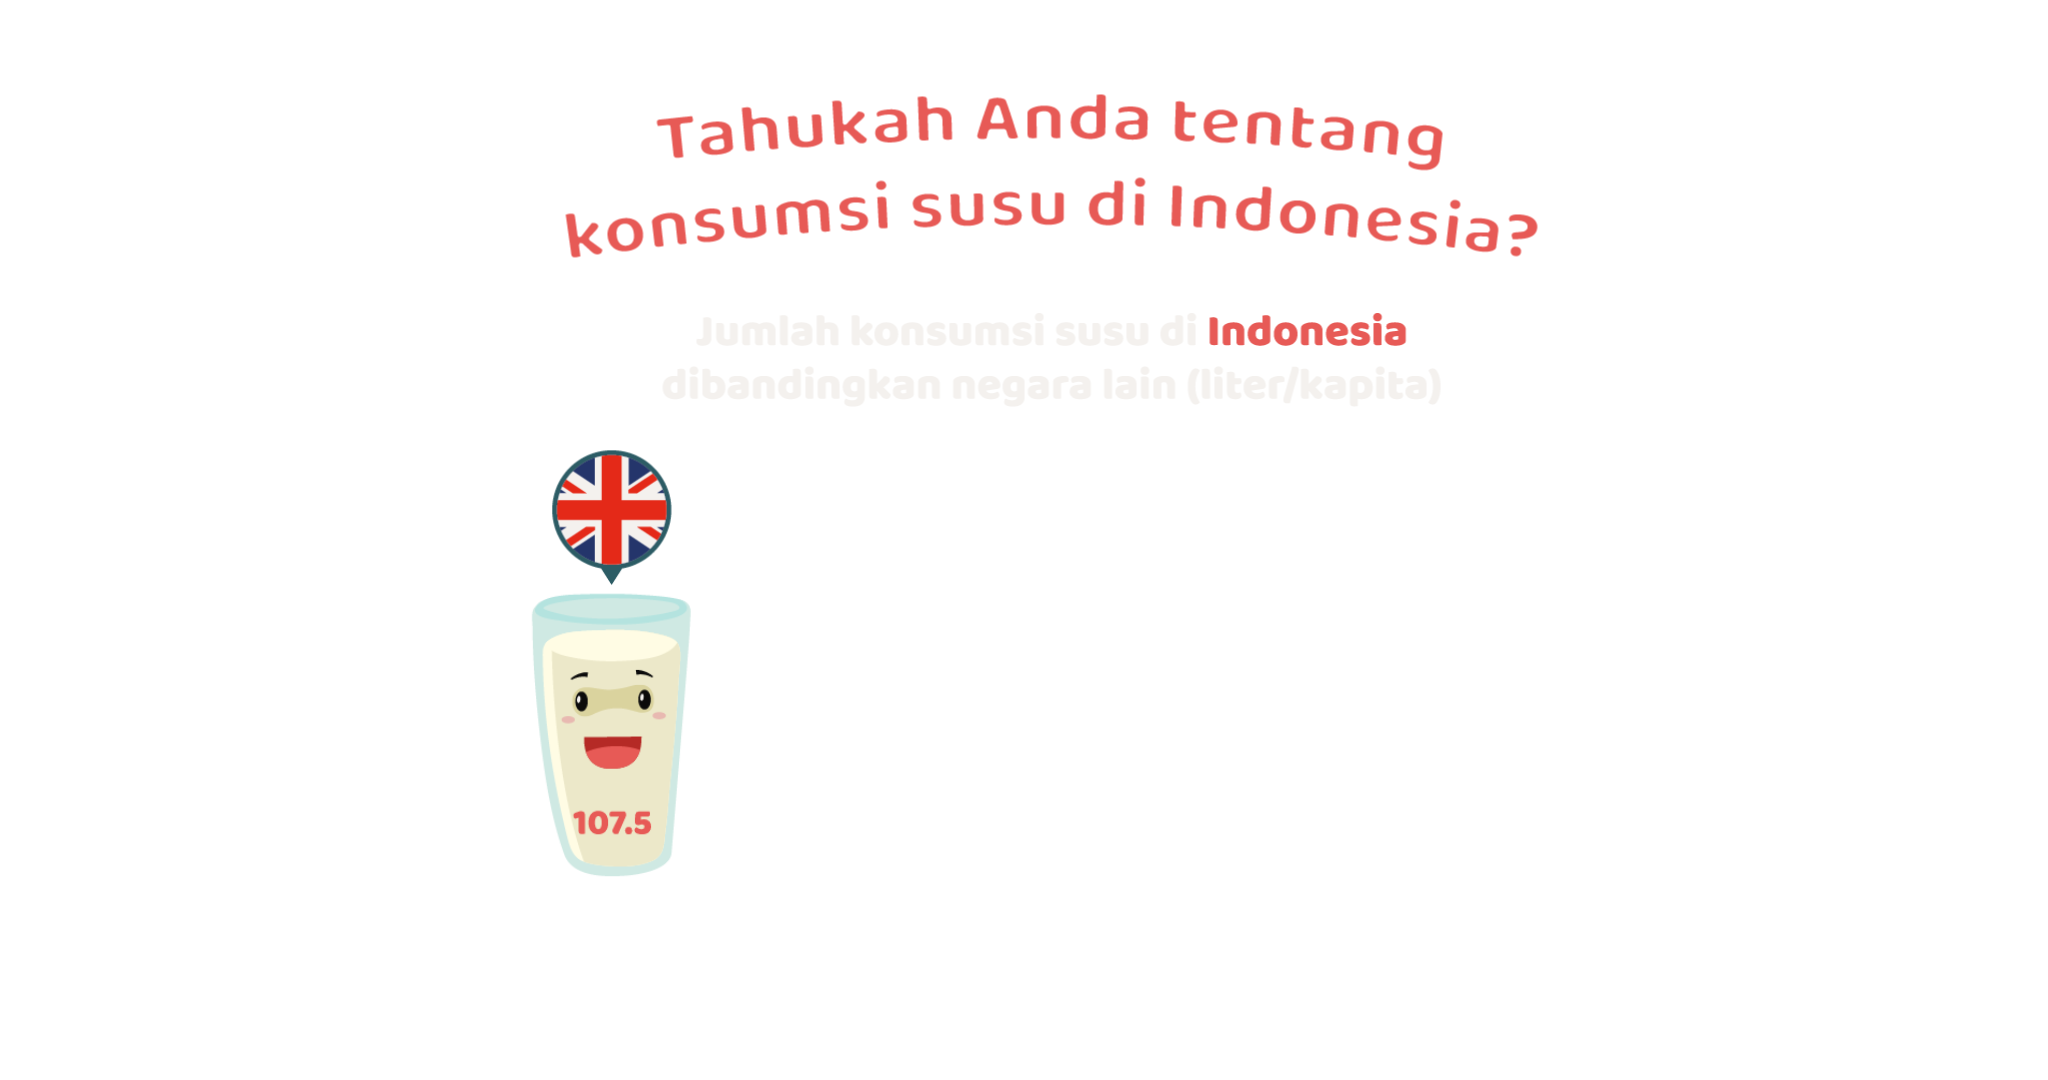 Tahukah Anda tentang
konsumsi susu di Indonesia?
Jumlah konsumsi susu di Indonesia
dibandingkan negara lain (liter/kapita)
107.5